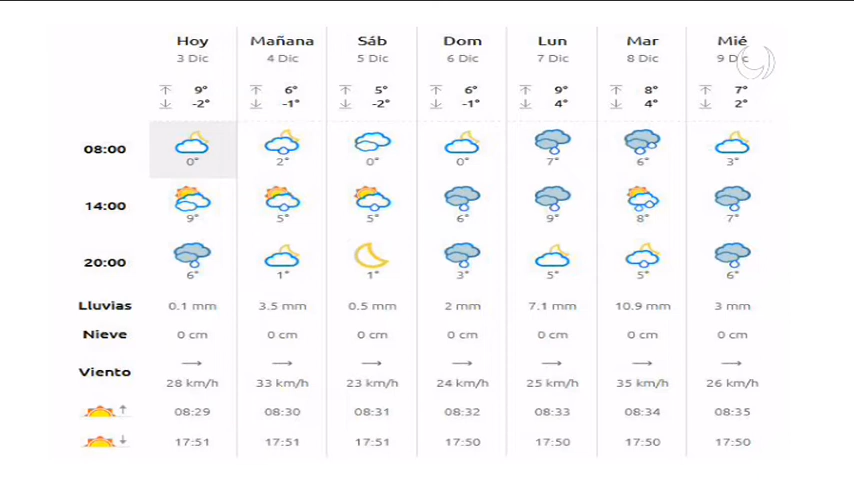 Hoy Mañana Sáb Dom Lun Mar Mié
3 Dic 4 Dic 5 Dic 6 Dic 7 Dic 8 Dic 9 Dic
9° 6° 5° 6° 9° 8° 7°
-2° -1° -2° -1° 4° 4° 2°
08:00 0° 2° 0° 0° 7° 6° 3°
14:00 9° 5° 5° 6° 9° 8° 7°
20:00 6° 1° 1° 3° 5° 5° 6°
Lluvias 0.1 mm 3.5 mm 0.5 mm 2 mm 7.1 mm 10.9 mm 3 mm
Nieve 0 cm 0 cm 0 cm 0 cm 0 cm 0 cm 0 cm
Viento 28 km/h 33 km/h 23 km/h 24 km/h 25 km/h 35 km/h 26 km/h
08:29 08:30 08:31 08:32 08:33 08:34 08:35
17:51 17:51 17:51 17:50 17:50 17:50 17:50